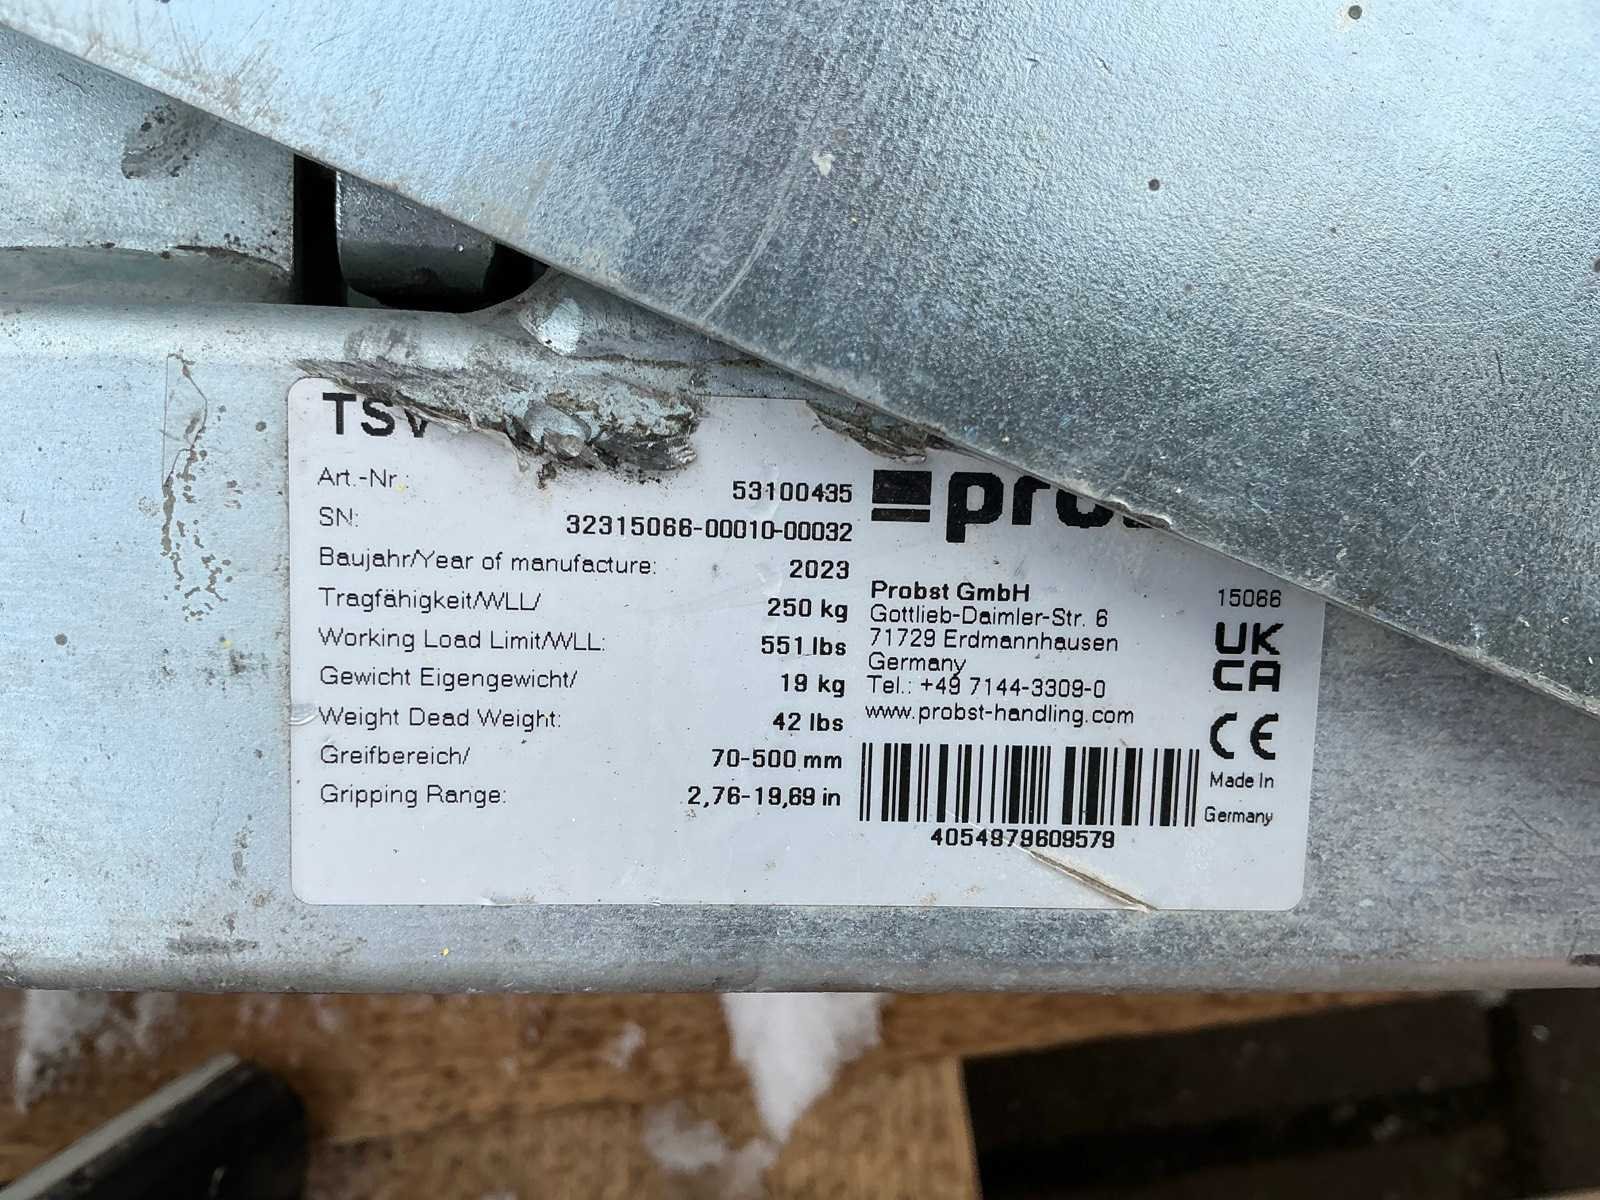 TSV
Art.-Nr.: 53100435
SN: 32315066-00010-00032
Baujahr/Year of manufacture: 2023
Tragfähigkeit/WLL/ 250 kg
Working Load Limit/WLL: 551 lbs
Gewicht Eigengewicht/ 19 kg
Weight Dead Weight: 42 lbs
Greifbereich/ 70-500 mm
Gripping Range: 2,76-19,69 in
Probst GmbH
Gottlieb-Daimler-Str. 6
71729 Erdmannhausen
Germany
Tel.: +49 7144-3309-0
www.probst-handling.com
4054979609579
15066
UK
CA
CE
Made In
Germany